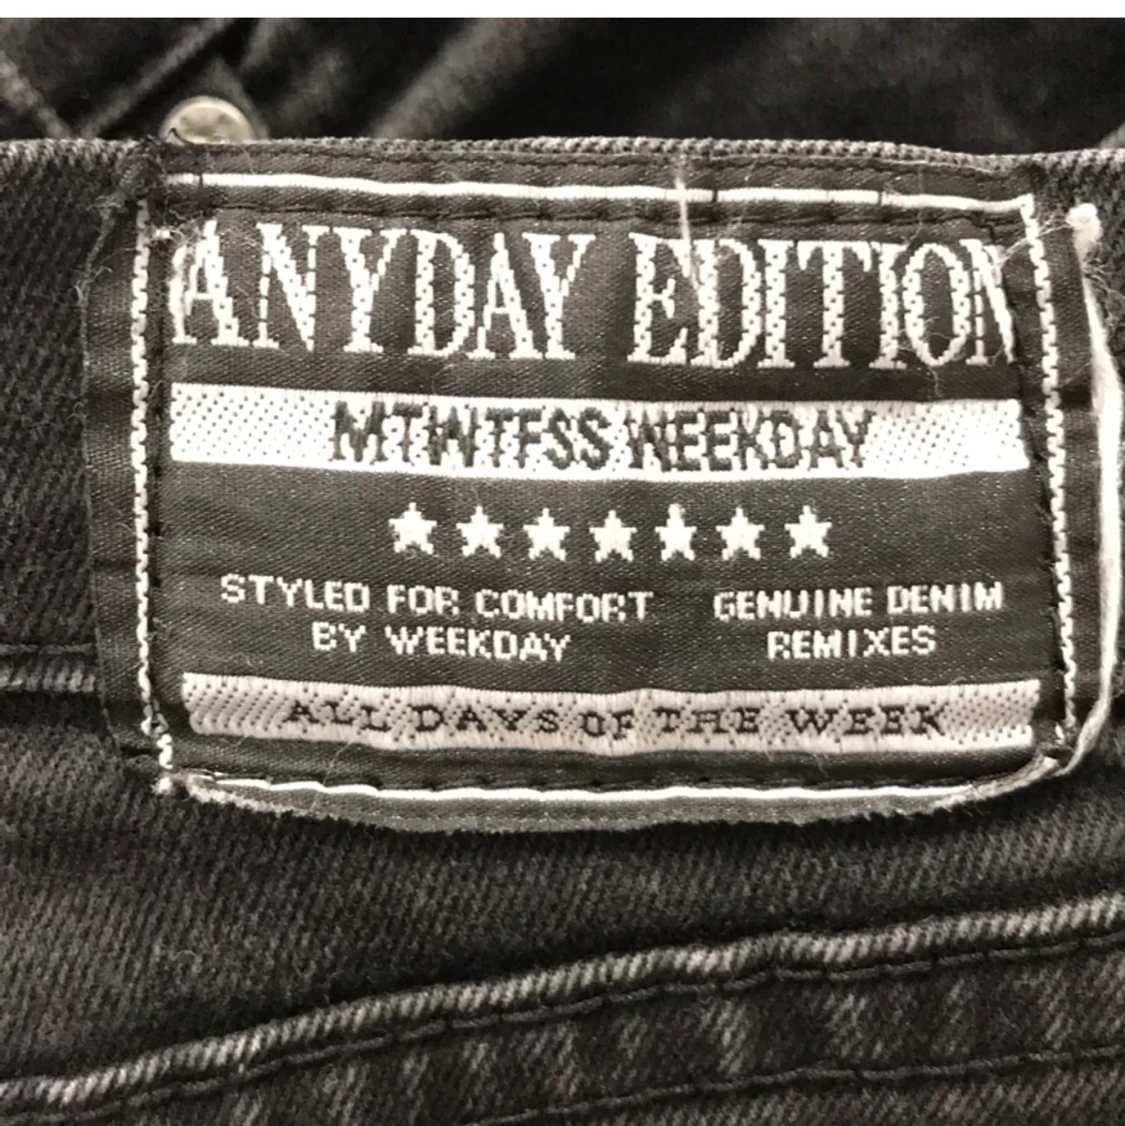 ANYDAY EDITION
MTWTFSS WEEKDAY
STYLED FOR COMFORT
BY WEEKDAY
GENUINE DENIM
REMIXES
ALL DAYS OF THE WEEK